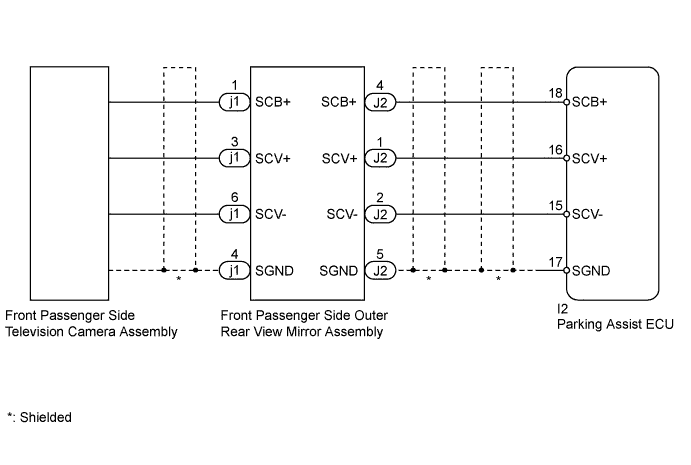 1 4
j1 SCB+ SCB+ J2 18 SCB+
3 1
j1 SCV+ SCV+ J2 16 SCV+
6 2
j1 SCV- SCV- J2 15 SCV-
4 5
j1 SGND SGND J2 17 SGND
* * *
Front Passenger Side
Television Camera Assembly
Front Passenger Side Outer
Rear View Mirror Assembly
I2
Parking Assist ECU
*: Shielded